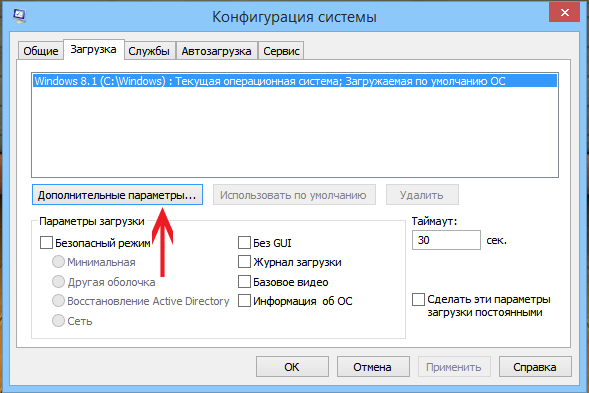 Конфигурация системы
Общие Загрузка Службы Автозагрузка Сервис
Windows 8.1 (C:\Windows) : Текущая операционная система; Загружаемая по умолчанию ОС
Дополнительные параметры... Использовать по умолчанию Удалить
Параметры загрузки
Таймаут:
Безопасный режим Без GUI
30 сек.
Минимальная Журнал загрузки
Другая оболочка Базовое видео
Восстановление Active Directory Информация об ОС
Сеть
Сделать эти параметры
загрузки постоянными
ОК Отмена Применить Справка